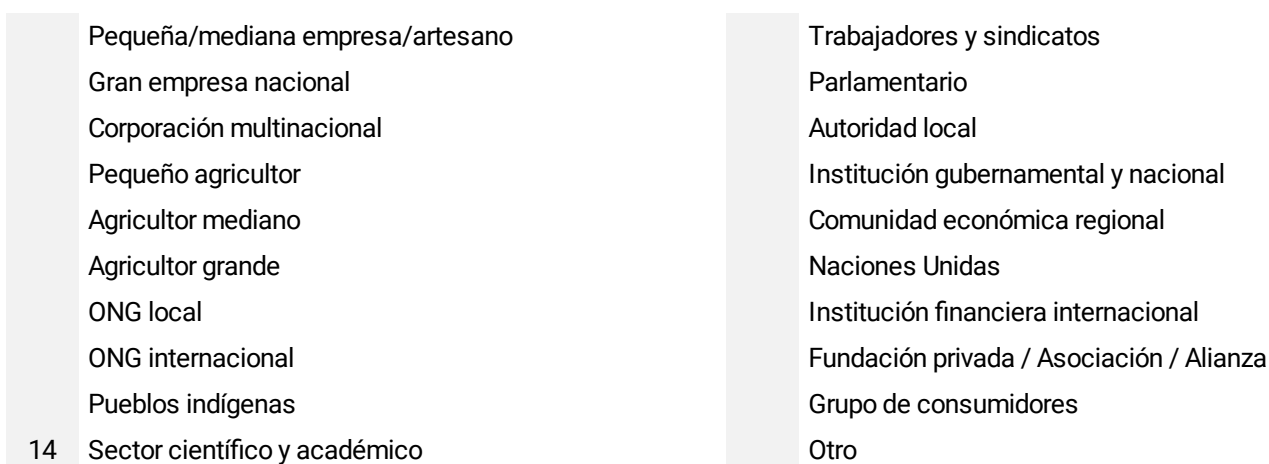 Pequeña/mediana empresa/artesano
Gran empresa nacional
Corporación multinacional
Pequeño agricultor
Agricultor mediano
Agricultor grande
ONG local
ONG internacional
Pueblos indígenas
14 Sector científico y académico
Trabajadores y sindicatos
Parlamentario
Autoridad local
Institución gubernamental y nacional
Comunidad económica regional
Naciones Unidas
Institución financiera internacional
Fundación privada / Asociación / Alianza
Grupo de consumidores
Otro